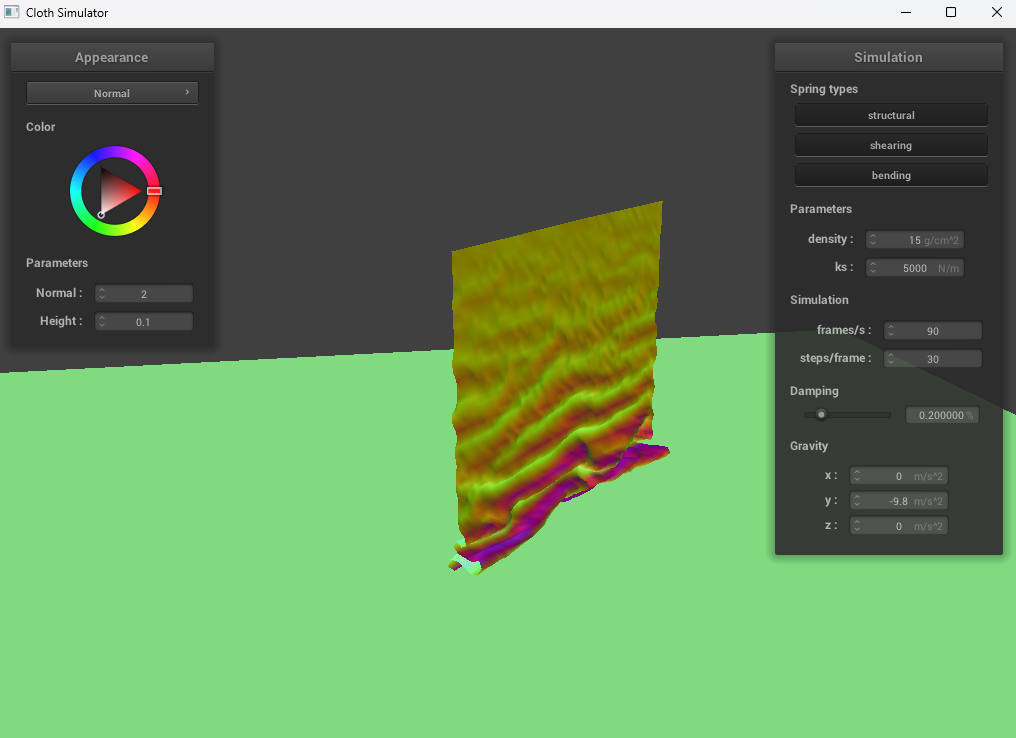 Cloth Simulator
Appearance
Normal
Color
Parameters
Normal : 2
Height : 0.1
Simulation
Spring types
structural
shearing
bending
Parameters
density : 15 g/cm^2
ks : 5000 N/m
Simulation
frames/s : 90
steps/frame : 30
Damping
0.200000 %
Gravity
x : 0 m/s^2
y : -9.8 m/s^2
z : 0 m/s^2